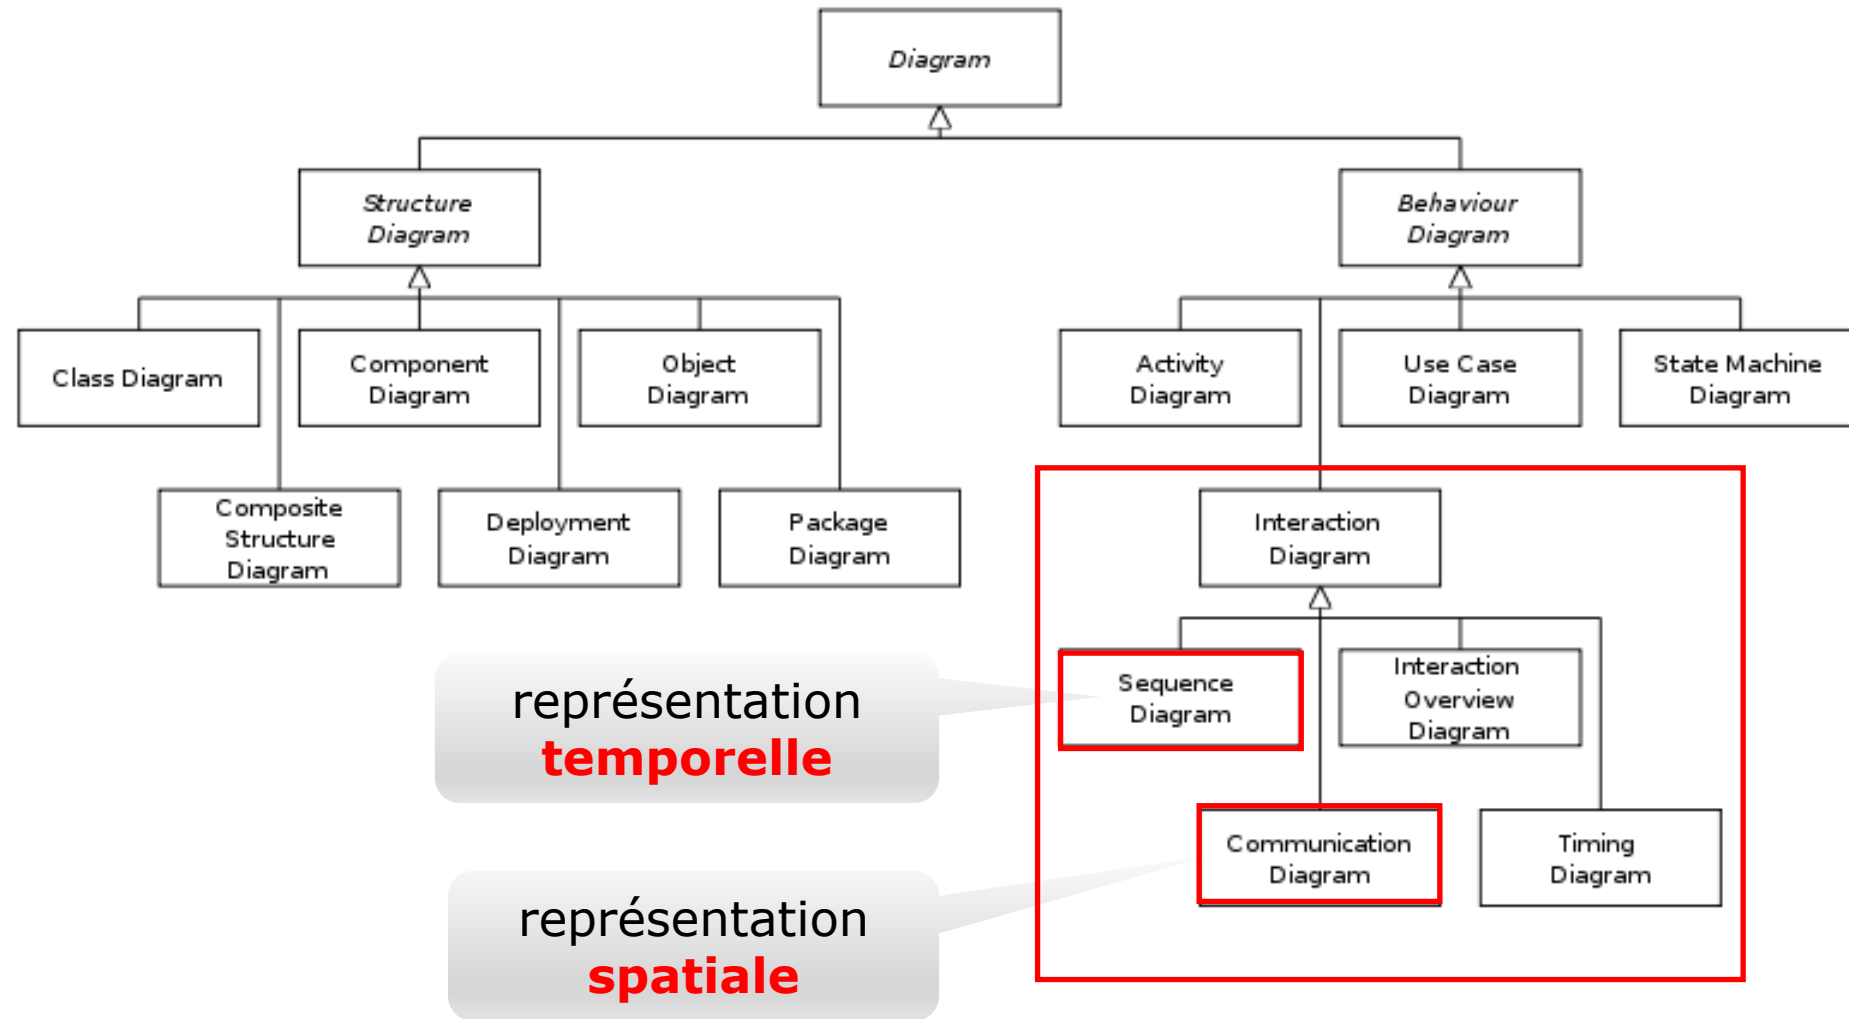 Diagram
Structure
Diagram
Behaviour
Diagram
Class Diagram
Component
Diagram
Object
Diagram
Activity
Diagram
Use Case
Diagram
State Machine
Diagram
Composite
Structure
Diagram
Deployment
Diagram
Package
Diagram
Interaction
Diagram
représentation
temporelle
Sequence
Diagram
Interaction
Overview
Diagram
représentation
spatiale
Communication
Diagram
Timing
Diagram